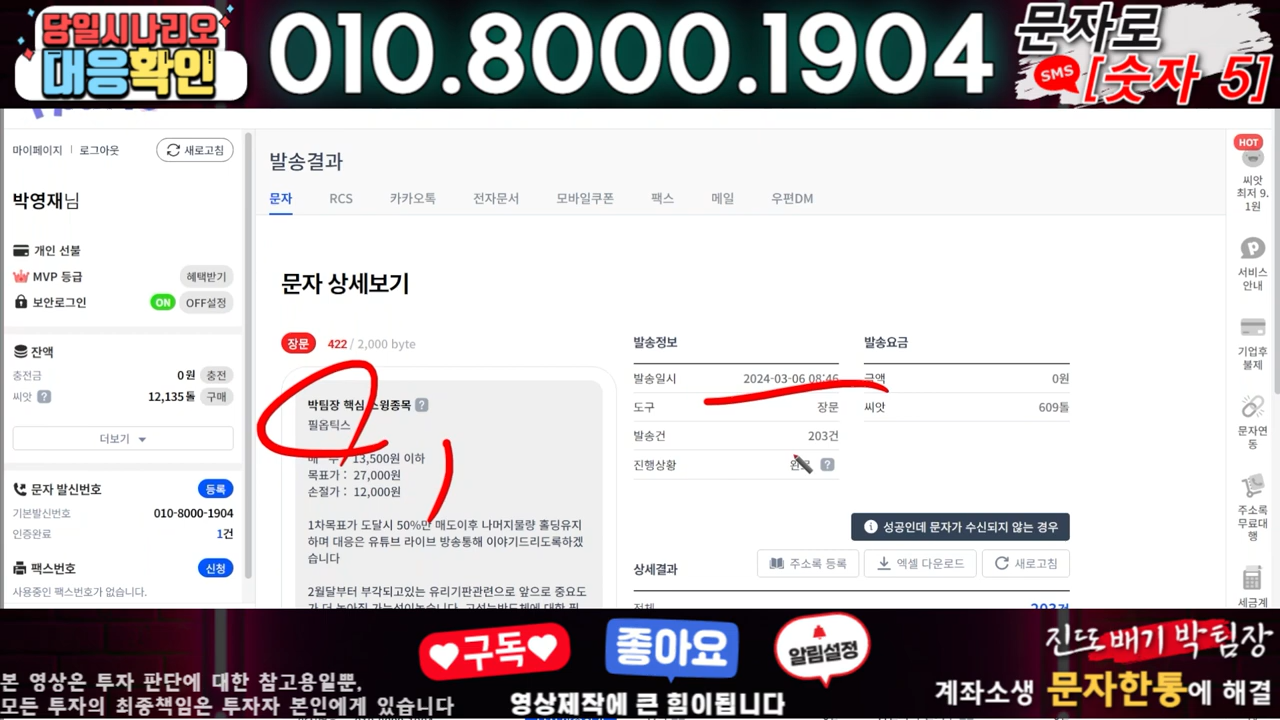 당일시나리오
대응확인
010.8000.1904
문자로
SMS [숫자 5]
마이페이지 | 로그아웃
새로고침
박영재님
개인 선불
MVP 등급
혜택받기
보안로그인
ON
OFF설정
잔액
충전금
0원
충전
씨앗 ?
12,135톨
구매
더보기
문자 발신번호
등록
기본발신번호
010-8000-1904
인증완료
1건
팩스번호
신청
사용중인 팩스번호가 없습니다.
발송결과
문자
RCS
카카오톡
전자문서
모바일쿠폰
팩스
메일
우편DM
문자 상세보기
장문
422 / 2,000 byte
박팀장 핵심 스윙종목 ?
필옵틱스
13,500원 이하
목표가 : 27,000원
손절가 : 12,000원
1차목표가 도달시 50%만 매도이후 나머지물량 홀딩유지
하며 대응은 유튜브 라이브 방송통해 이야기드리도록하겠
습니다
2월달부터 부각되고있는 유리기판관련으로 앞으로 중요도
발송정보
발송일시
2024-03-06 08:46
도구
장문
발송건
203건
진행상황
완료 ?
발송요금
금액
0원
씨앗
609톨
성공인데 문자가 수신되지 않는 경우
상세결과
주소록 등록
엑셀 다운로드
새로고침
전체
203건
HOT
씨앗
최저 9.
1원
서비스
안내
기업후
불제
문자연
동
주소록
무료대
행
세금계
구독
좋아요
알림설정
진또배기 박팀장
본 영상은 투자 판단에 대한 참고용일뿐,
모든 투자의 최종책임은 투자자 본인에게 있습니다
영상제작에 큰 힘이됩니다
계좌소생 문자한통에 해결